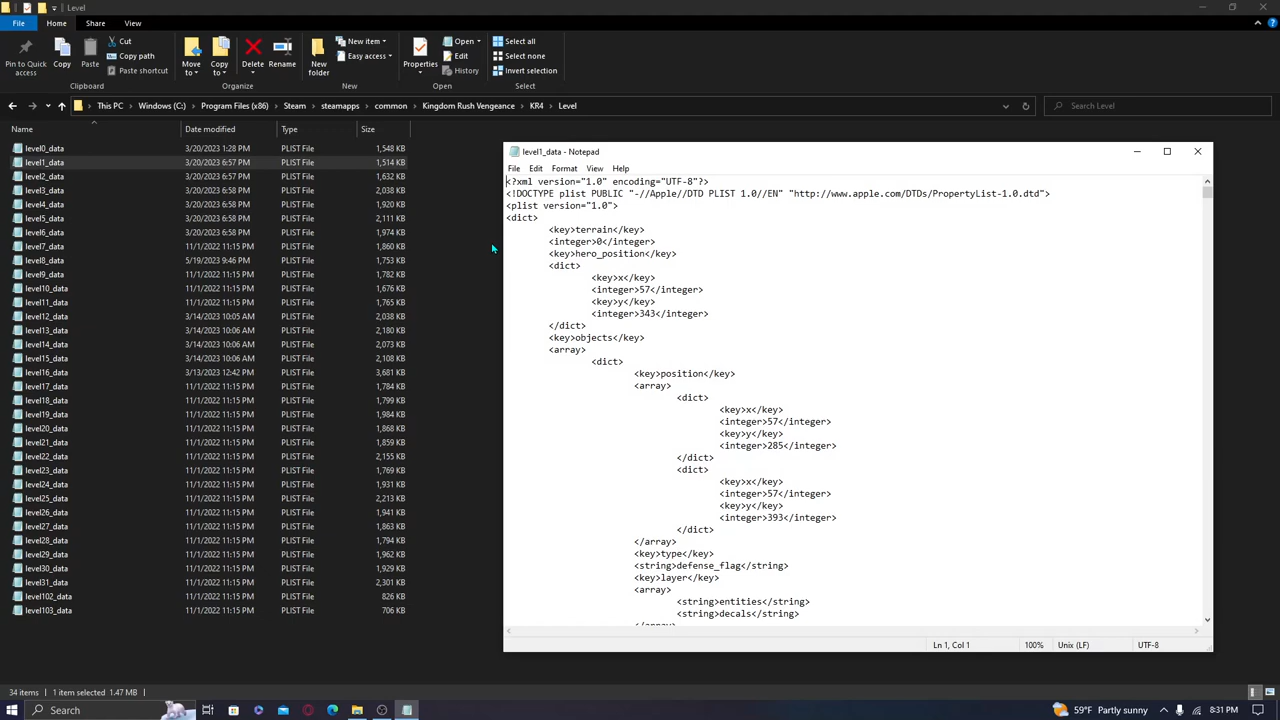 Level
File
Home
Share
View
Pin to Quick access
Copy
Paste
Cut
Copy path
Paste shortcut
Clipboard
Move to
Copy to
Delete
Rename
Organize
New folder
New item
Easy access
New
Properties
Open
Edit
History
Open
Select all
Select none
Invert selection
Select
This PC > Windows (C:) > Program Files (x86) > Steam > steamapps > common > Kingdom Rush Vengeance > KR4 > Level
Search Level
Name Date modified Type Size
level0_data 3/20/2023 1:28 PM PLIST File 1,548 KB
level1_data 3/20/2023 6:57 PM PLIST File 1,514 KB
level2_data 3/20/2023 6:57 PM PLIST File 1,632 KB
level3_data 3/20/2023 6:58 PM PLIST File 2,038 KB
level4_data 3/20/2023 6:58 PM PLIST File 1,920 KB
level5_data 3/20/2023 6:58 PM PLIST File 2,111 KB
level6_data 3/20/2023 6:58 PM PLIST File 1,974 KB
level7_data 11/1/2022 11:15 PM PLIST File 1,860 KB
level8_data 5/19/2023 9:46 PM PLIST File 1,753 KB
level9_data 11/1/2022 11:15 PM PLIST File 1,782 KB
level10_data 11/1/2022 11:15 PM PLIST File 1,676 KB
level11_data 11/1/2022 11:15 PM PLIST File 1,765 KB
level12_data 3/14/2023 10:05 AM PLIST File 2,038 KB
level13_data 3/14/2023 10:06 AM PLIST File 2,180 KB
level14_data 3/14/2023 10:06 AM PLIST File 2,073 KB
level15_data 3/14/2023 10:06 AM PLIST File 2,108 KB
level16_data 3/13/2023 12:42 PM PLIST File 3,681 KB
level17_data 11/1/2022 11:15 PM PLIST File 1,784 KB
level18_data 11/1/2022 11:15 PM PLIST File 1,799 KB
level19_data 11/1/2022 11:15 PM PLIST File 1,984 KB
level20_data 11/1/2022 11:15 PM PLIST File 1,868 KB
level21_data 11/1/2022 11:15 PM PLIST File 1,859 KB
level22_data 11/1/2022 11:15 PM PLIST File 2,155 KB
level23_data 11/1/2022 11:15 PM PLIST File 1,769 KB
level24_data 11/1/2022 11:15 PM PLIST File 1,931 KB
level25_data 11/1/2022 11:15 PM PLIST File 2,213 KB
level26_data 11/1/2022 11:15 PM PLIST File 1,941 KB
level27_data 11/1/2022 11:15 PM PLIST File 1,863 KB
level28_data 11/1/2022 11:15 PM PLIST File 1,794 KB
level29_data 11/1/2022 11:15 PM PLIST File 1,962 KB
level30_data 11/1/2022 11:15 PM PLIST File 1,929 KB
level31_data 11/1/2022 11:15 PM PLIST File 2,301 KB
level102_data 11/1/2022 11:15 PM PLIST File 826 KB
level103_data 11/1/2022 11:15 PM PLIST File 706 KB
level1_data - Notepad
File Edit Format View Help
<?xml version="1.0" encoding="UTF-8"?>
<!DOCTYPE plist PUBLIC "-//Apple//DTD PLIST 1.0//EN" "http://www.apple.com/DTDs/PropertyList-1.0.dtd">
<plist version="1.0">
<dict>
<key>terrain</key>
<integer>0</integer>
<key>hero_position</key>
<dict>
<key>x</key>
<integer>57</integer>
<key>y</key>
<integer>343</integer>
</dict>
<key>objects</key>
<array>
<dict>
<key>position</key>
<array>
<dict>
<key>x</key>
<integer>57</integer>
<key>y</key>
<integer>285</integer>
</dict>
<dict>
<key>x</key>
<integer>57</integer>
<key>y</key>
<integer>393</integer>
</dict>
</array>
<key>type</key>
<string>defense_flag</string>
<key>layer</key>
<array>
<string>entities</string>
<string>decals</string>
</array>
Ln 1, Col 1
100%
Unix (LF)
UTF-8
34 items
1 item selected 1.47 MB
Search
59°F Partly sunny
8:31 PM